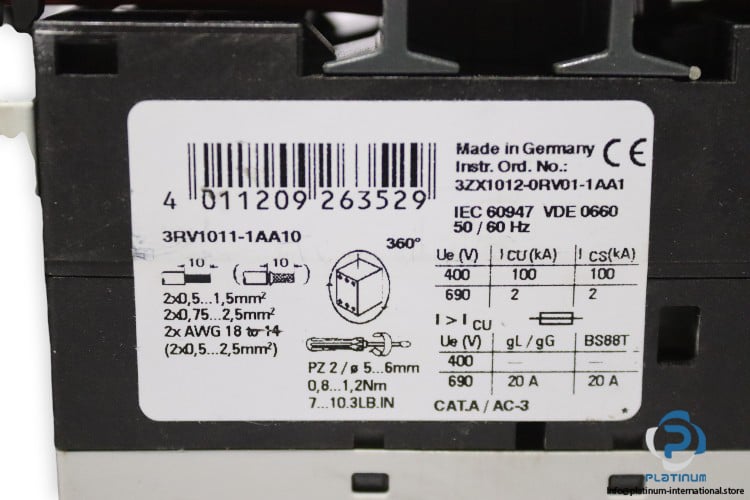 4 011209 263529
Made in Germany
Instr. Ord. No.:
3ZX1012-0RV01-1AA1
CE
IEC 60947 VDE 0660
50 / 60 Hz
3RV1011-1AA10
10 ( 10 )
2x0,5...1,5mm²
2x0,75...2,5mm²
2x AWG 18 to 14
(2x0,5...2,5mm²)
360°
PZ 2 / ø 5...6mm
0,8...1,2Nm
7...10.3LB.IN
Ue (V) ICU(kA) ICS(kA)
400 100 100
690 2 2
I > ICU
Ue (V) gL / gG BS88T
400 — —
690 20 A 20 A
CAT.A / AC-3
PLATINUM
info@platinum-international.store